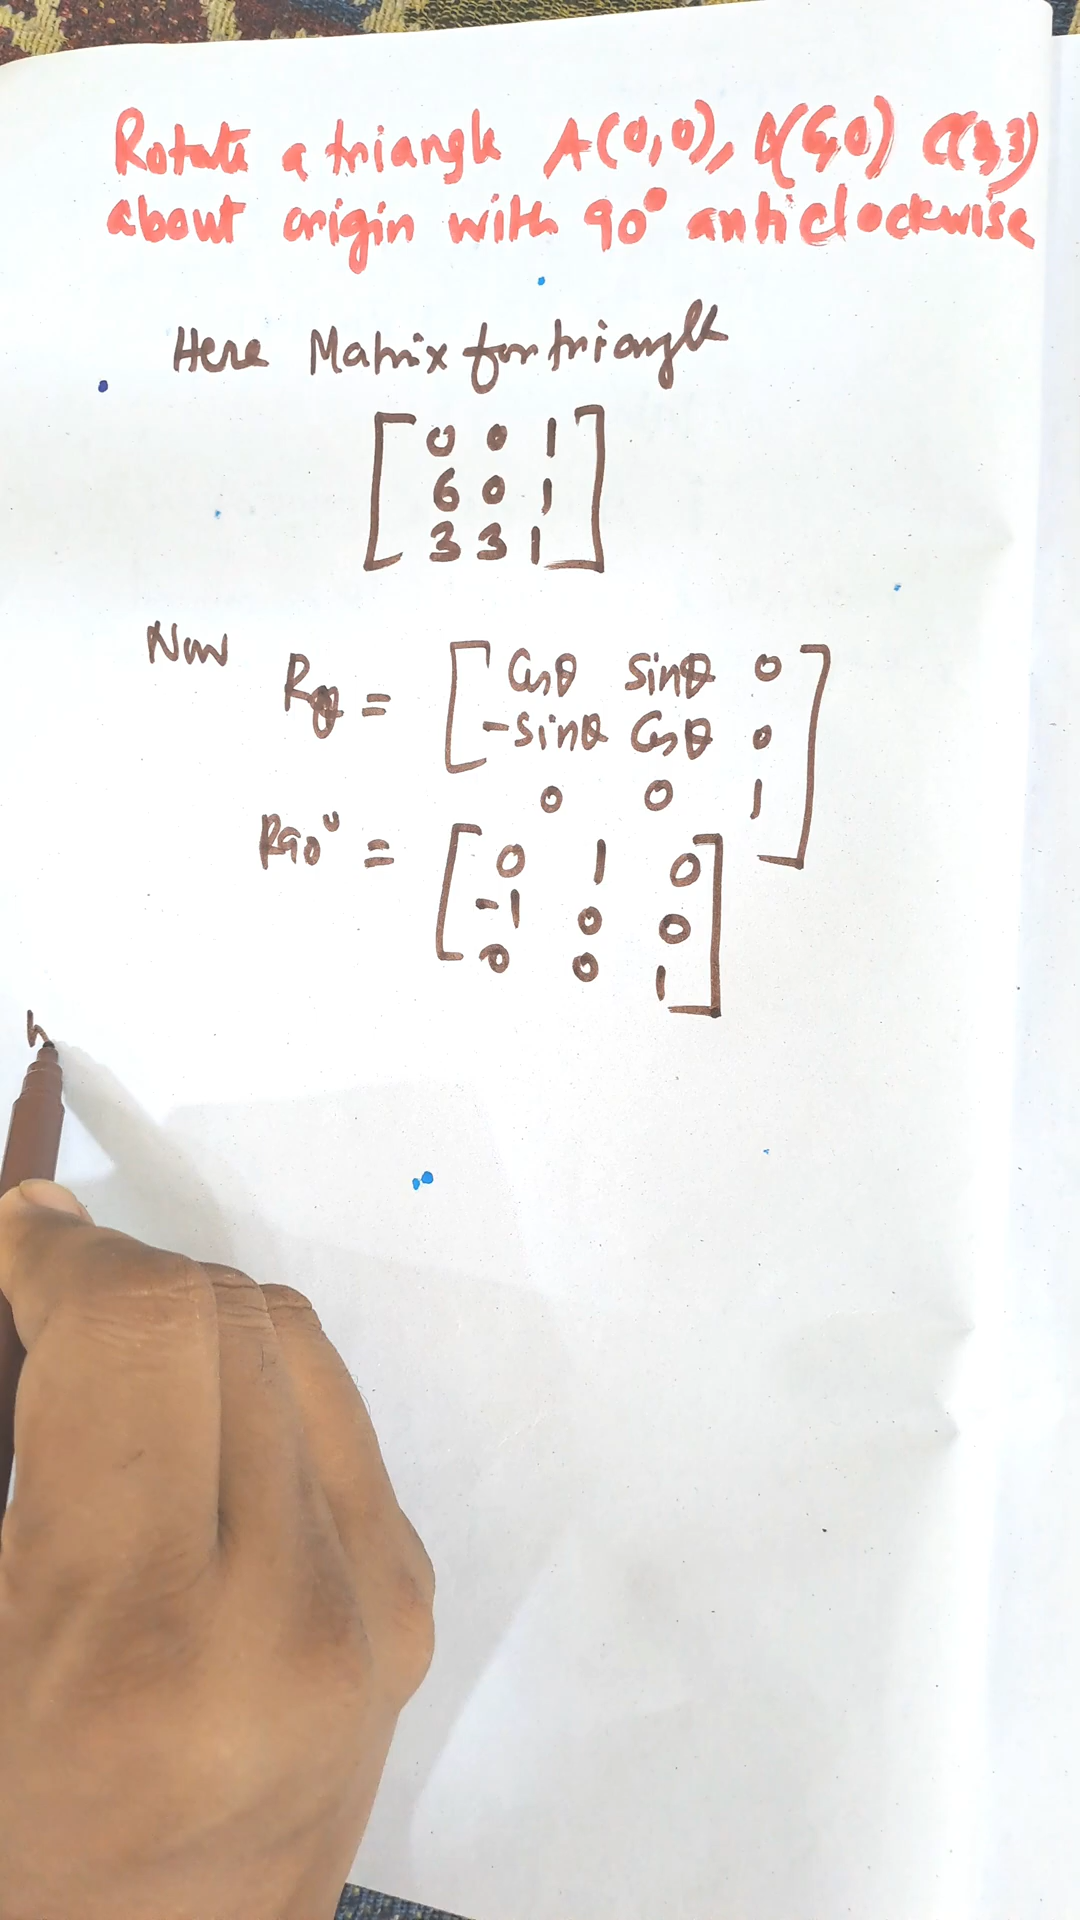 Rotate a triangle A(0,0), B(6,0) C(3,3)
about origin with 90° anticlockwise
Here Matrix for triangle
0 0 1
6 0 1
3 3 1
Now Rθ = Cosθ sinθ 0
-sinθ Cosθ 0
0 0 1
R90° = 0 1 0
-1 0 0
0 0 1